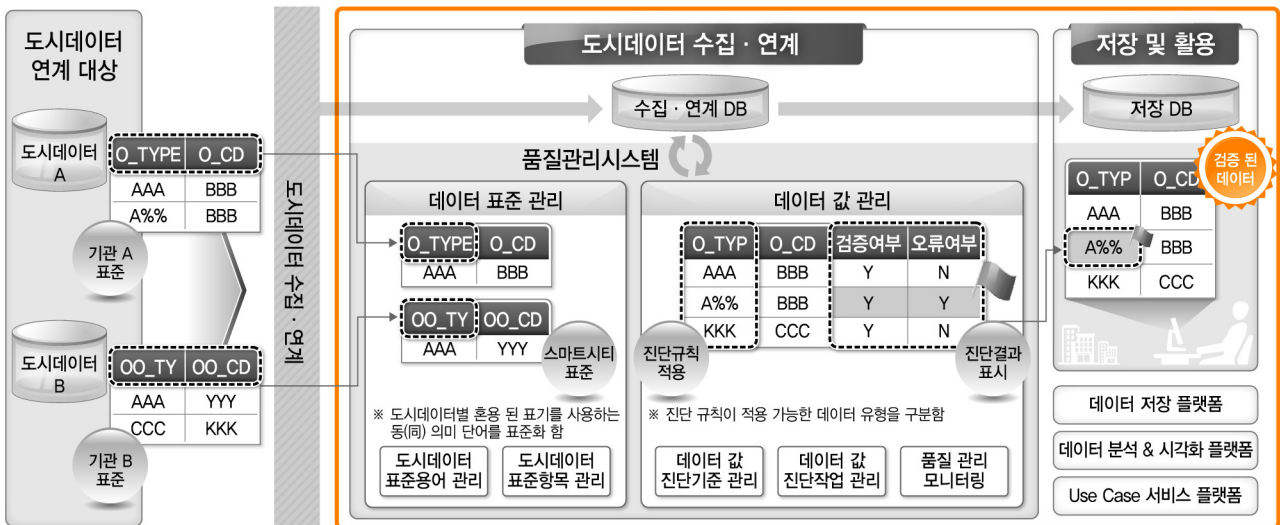 도시데이터
연계 대상
도시데이터
A
O_TYPE O_CD
AAA BBB
A%% BBB
기관 A
표준
도시데이터
B
OO_TY OO_CD
AAA YYY
CCC KKK
기관 B
표준
도시데이터 수집 · 연계
도시데이터 수집 · 연계
수집 · 연계 DB
품질관리시스템
데이터 표준 관리
O_TYPE O_CD
AAA BBB
OO_TY OO_CD
AAA YYY
스마트시티
표준
※ 도시데이터별 혼용 된 표기를 사용하는
동(同) 의미 단어를 표준화 함
도시데이터
표준용어 관리
도시데이터
표준항목 관리
데이터 값 관리
O_TYP O_CD 검증여부 오류여부
AAA BBB Y N
A%% BBB Y Y
KKK CCC Y N
진단규칙
적용
진단결과
표시
※ 진단 규칙이 적용 가능한 데이터 유형을 구분함
데이터 값
진단기준 관리
데이터 값
진단작업 관리
품질 관리
모니터링
저장 및 활용
저장 DB
검증 된
데이터
O_TYP O_CD
AAA BBB
A%% BBB
KKK CCC
데이터 저장 플랫폼
데이터 분석 & 시각화 플랫폼
Use Case 서비스 플랫폼